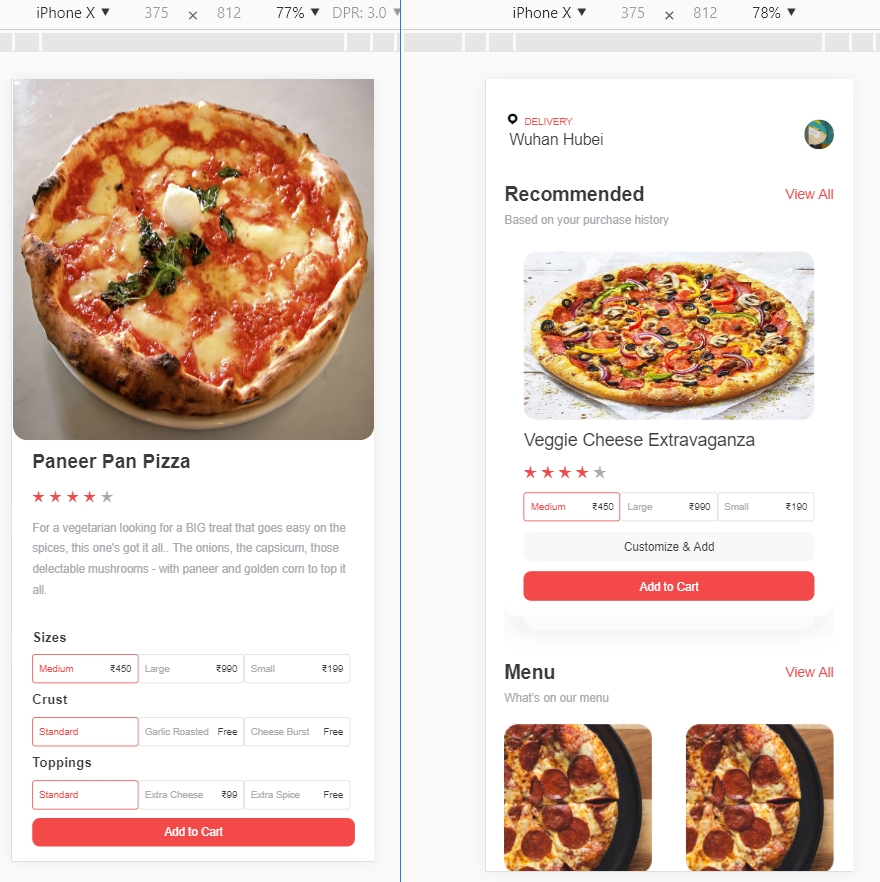 iPhone X ▼ 375 × 812 77% ▼ DPR: 3.0 ▼
Paneer Pan Pizza
For a vegetarian looking for a BIG treat that goes easy on the
spices, this one's got it all.. The onions, the capsicum, those
delectable mushrooms - with paneer and golden corn to top it
all.
Sizes
Medium ₹450 Large ₹990 Small ₹199
Crust
Standard Garlic Roasted Free Cheese Burst Free
Toppings
Standard Extra Cheese ₹99 Extra Spice Free
Add to Cart
iPhone X ▼ 375 × 812 78% ▼
DELIVERY
Wuhan Hubei
Recommended View All
Based on your purchase history
Veggie Cheese Extravaganza
Medium ₹450 Large ₹990 Small ₹190
Customize & Add
Add to Cart
Menu View All
What's on our menu